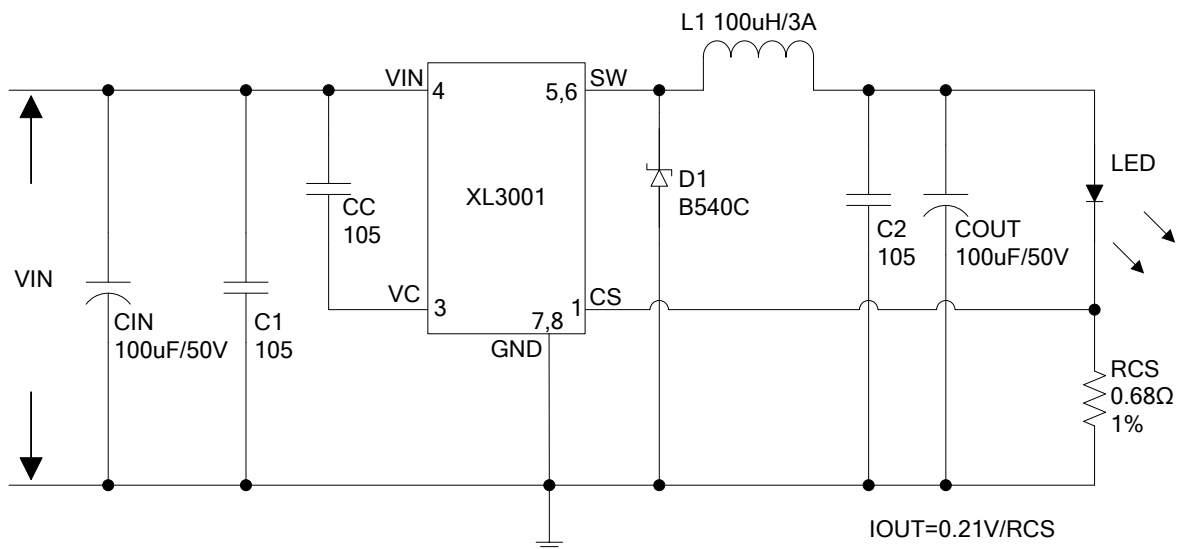 L1 100uH/3A
VIN
SW
4
5,6
XL3001
CC
105
D1
B540C
LED
C2
105
COUT
100uF/50V
VIN
VC
3
1
CS
7,8
GND
CIN
100uF/50V
C1
105
RCS
0.68Ω
1%
IOUT=0.21V/RCS